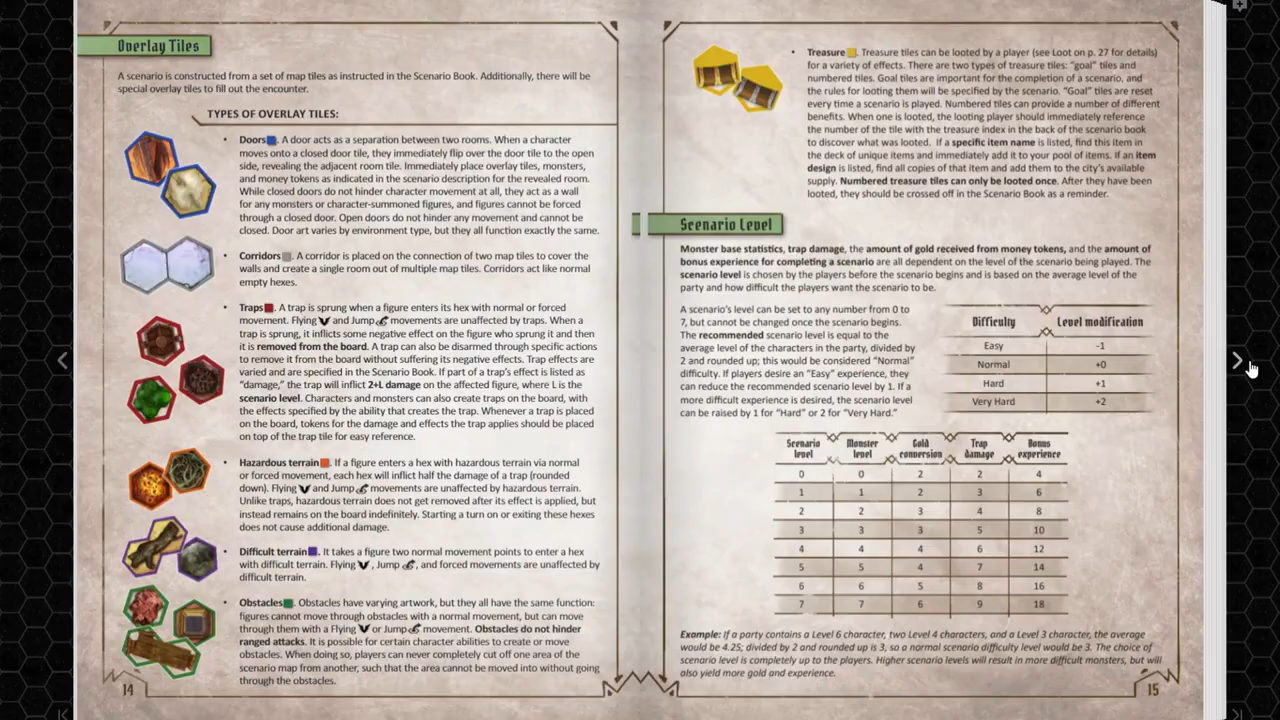 Overlay Tiles
A scenario is constructed from a set of map tiles as instructed in the Scenario Book. Additionally, there will be
special overlay tiles to fill out the encounter.
TYPES OF OVERLAY TILES:
• Doors. A door acts as a separation between two rooms. When a character
moves onto a closed door tile, they immediately flip over the door tile to the open
side, revealing the adjacent room tile. Immediately place overlay tiles, monsters,
and money tokens as indicated in the scenario description for the revealed room.
While closed doors do not hinder character movement at all, they act as a wall
for any monsters or character-summoned figures, and figures cannot be forced
through a closed door. Open doors do not hinder any movement and cannot be
closed. Door art varies by environment type, but they all function exactly the same.
• Corridors. A corridor is placed on the connection of two map tiles to cover the
walls and create a single room out of multiple map tiles. Corridors act like normal
empty hexes.
• Traps. A trap is sprung when a figure enters its hex with normal or forced
movement. Flying and Jump movements are unaffected by traps. When a
trap is sprung, it inflicts some negative effect on the figure who sprung it and then
it is removed from the board. A trap can also be disarmed through specific actions
to remove it from the board without suffering its negative effects. Trap effects are
varied and are specified in the Scenario Book. If part of a trap's effect is listed as
"damage," the trap will inflict 2+L damage on the affected figure, where L is the
scenario level. Characters and monsters can also create traps on the board, with
the effects specified by the ability that creates the trap. Whenever a trap is placed
on the board, tokens for the damage and effects the trap applies should be placed
on top of the trap tile for easy reference.
• Hazardous terrain. If a figure enters a hex with hazardous terrain via normal
or forced movement, each hex will inflict half the damage of a trap (rounded
down). Flying and Jump movements are unaffected by hazardous terrain.
Unlike traps, hazardous terrain does not get removed after its effect is applied, but
instead remains on the board indefinitely. Starting a turn on or exiting these hexes
does not cause additional damage.
• Difficult terrain. It takes a figure two normal movement points to enter a hex
with difficult terrain. Flying, Jump, and forced movements are unaffected by
difficult terrain.
• Obstacles. Obstacles have varying artwork, but they all have the same function:
figures cannot move through obstacles with a normal movement, but can move
through them with a Flying or Jump movement. Obstacles do not hinder
ranged attacks. It is possible for certain character abilities to create or move
obstacles. When doing so, players can never completely cut off one area of the
scenario map from another, such that the area cannot be moved into without going
through the obstacles.
14
• Treasure. Treasure tiles can be looted by a player (see Loot on p. 27 for details)
for a variety of effects. There are two types of treasure tiles: "goal" tiles and
numbered tiles. Goal tiles are important for the completion of a scenario, and
the rules for looting them will be specified by the scenario. "Goal" tiles are reset
every time a scenario is played. Numbered tiles can provide a number of different
benefits. When one is looted, the looting player should immediately reference
the number of the tile with the treasure index in the back of the scenario book
to discover what was looted. If a specific item name is listed, find this item in
the deck of unique items and immediately add it to your pool of items. If an item
design is listed, find all copies of that item and add them to the city's available
supply. Numbered treasure tiles can only be looted once. After they have been
looted, they should be crossed off in the Scenario Book as a reminder.
Scenario Level
Monster base statistics, trap damage, the amount of gold received from money tokens, and the amount of
bonus experience for completing a scenario are all dependent on the level of the scenario being played. The
scenario level is chosen by the players before the scenario begins and is based on the average level of the
party and how difficult the players want the scenario to be.
A scenario's level can be set to any number from 0 to
7, but cannot be changed once the scenario begins.
The recommended scenario level is equal to the
average level of the characters in the party, divided by
2 and rounded up; this would be considered "Normal"
difficulty. If players desire an "Easy" experience, they
can reduce the recommended scenario level by 1. If a
more difficult experience is desired, the scenario level
can be raised by 1 for "Hard" or 2 for "Very Hard."
Difficulty Level modification
Easy -1
Normal +0
Hard +1
Very Hard +2
Scenario level Monster level Gold conversion Trap damage Bonus experience
0 0 2 2 4
1 1 2 3 6
2 2 3 4 8
3 3 3 5 10
4 4 4 6 12
5 5 4 7 14
6 6 5 8 16
7 7 6 9 18
Example: If a party contains a Level 6 character, two Level 4 characters, and a Level 3 character, the average
would be 4.25; divided by 2 and rounded up is 3, so a normal scenario difficulty level would be 3. The choice of
scenario level is completely up to the players. Higher scenario levels will result in more difficult monsters, but will
also yield more gold and experience.
15